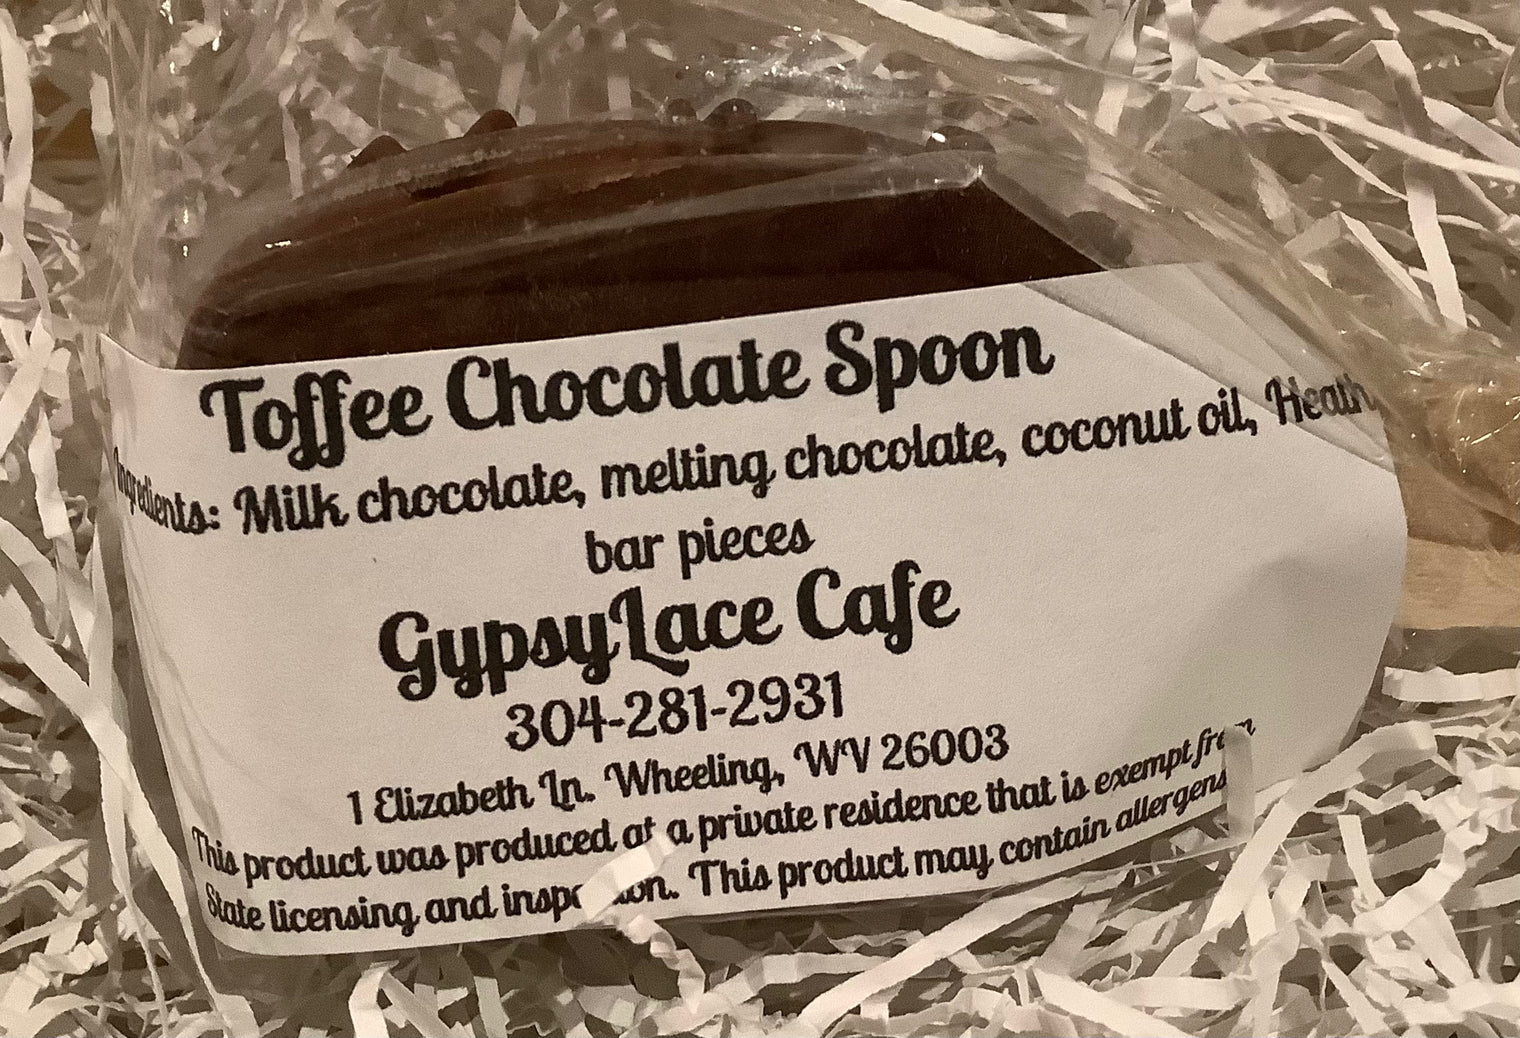 Toffee Chocolate Spoon
Ingredients: Milk chocolate, melting chocolate, coconut oil, Heath
bar pieces
GypsyLace Cafe
304-281-2931
1 Elizabeth Ln. Wheeling, WV 26003
This product was produced at a private residence that is exempt from
State licensing and inspection. This product may contain allergens